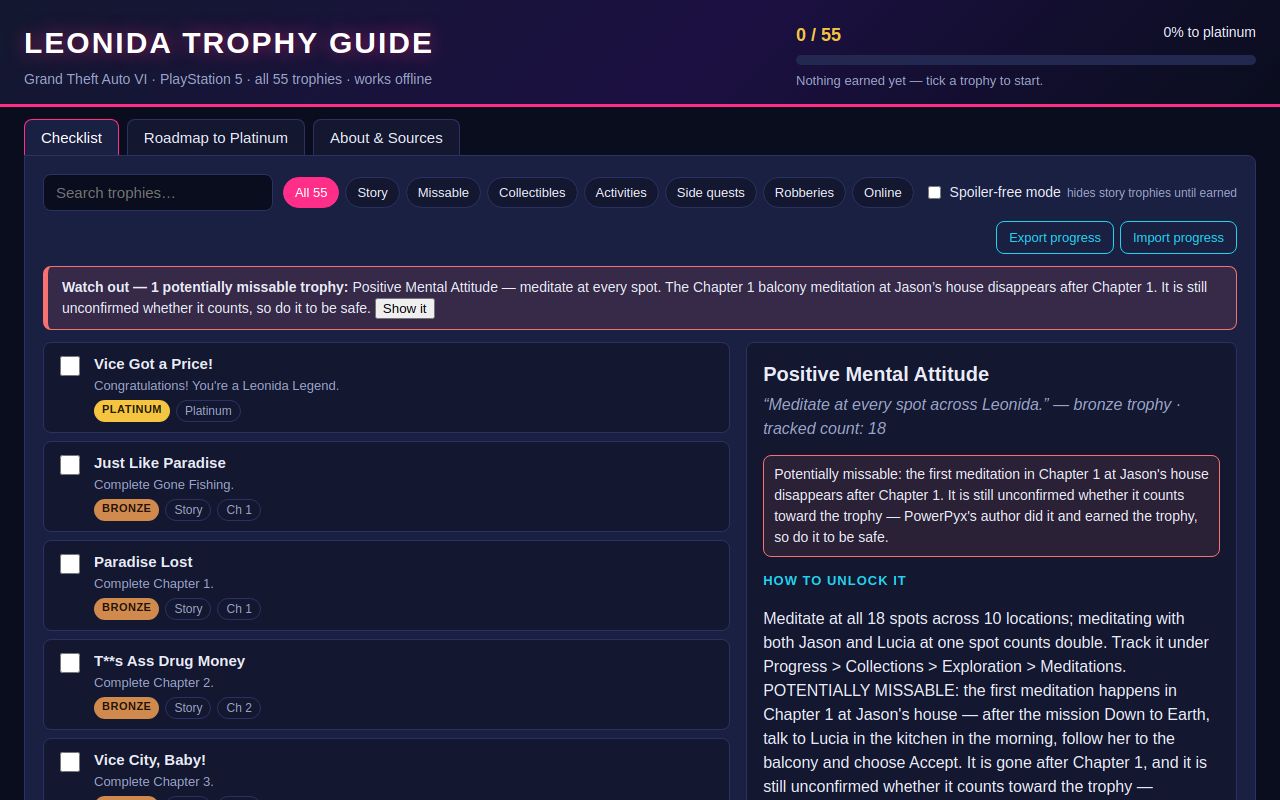 LEONIDA TROPHY GUIDE
Grand Theft Auto VI · PlayStation 5 · all 55 trophies · works offline
0 / 55
0% to platinum
Nothing earned yet — tick a trophy to start.
Checklist
Roadmap to Platinum
About & Sources
Search trophies…
All 55
Story
Missable
Collectibles
Activities
Side quests
Robberies
Online
Spoiler-free mode hides story trophies until earned
Export progress
Import progress
Watch out — 1 potentially missable trophy: Positive Mental Attitude — meditate at every spot. The Chapter 1 balcony meditation at Jason’s house disappears after Chapter 1. It is still
unconfirmed whether it counts, so do it to be safe. Show it
Vice Got a Price!
Congratulations! You're a Leonida Legend.
PLATINUM Platinum
Just Like Paradise
Complete Gone Fishing.
BRONZE Story Ch 1
Paradise Lost
Complete Chapter 1.
BRONZE Story Ch 1
T**s Ass Drug Money
Complete Chapter 2.
BRONZE Story Ch 2
Vice City, Baby!
Complete Chapter 3.
Positive Mental Attitude
“Meditate at every spot across Leonida.” — bronze trophy ·
tracked count: 18
Potentially missable: the first meditation in Chapter 1 at Jason's house
disappears after Chapter 1. It is still unconfirmed whether it counts
toward the trophy — PowerPyx's author did it and earned the trophy,
so do it to be safe.
HOW TO UNLOCK IT
Meditate at all 18 spots across 10 locations; meditating with
both Jason and Lucia at one spot counts double. Track it under
Progress > Collections > Exploration > Meditations.
POTENTIALLY MISSABLE: the first meditation happens in
Chapter 1 at Jason's house — after the mission Down to Earth,
talk to Lucia in the kitchen in the morning, follow her to the
balcony and choose Accept. It is gone after Chapter 1, and it is
still unconfirmed whether it counts toward the trophy —